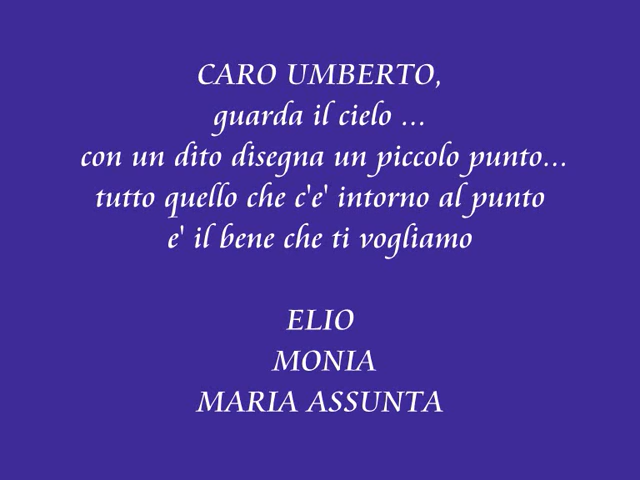 CARO UMBERTO,
guarda il cielo ...
con un dito disegna un piccolo punto...
tutto quello che c'e' intorno al punto
e' il bene che ti vogliamo
ELIO
MONIA
MARIA ASSUNTA